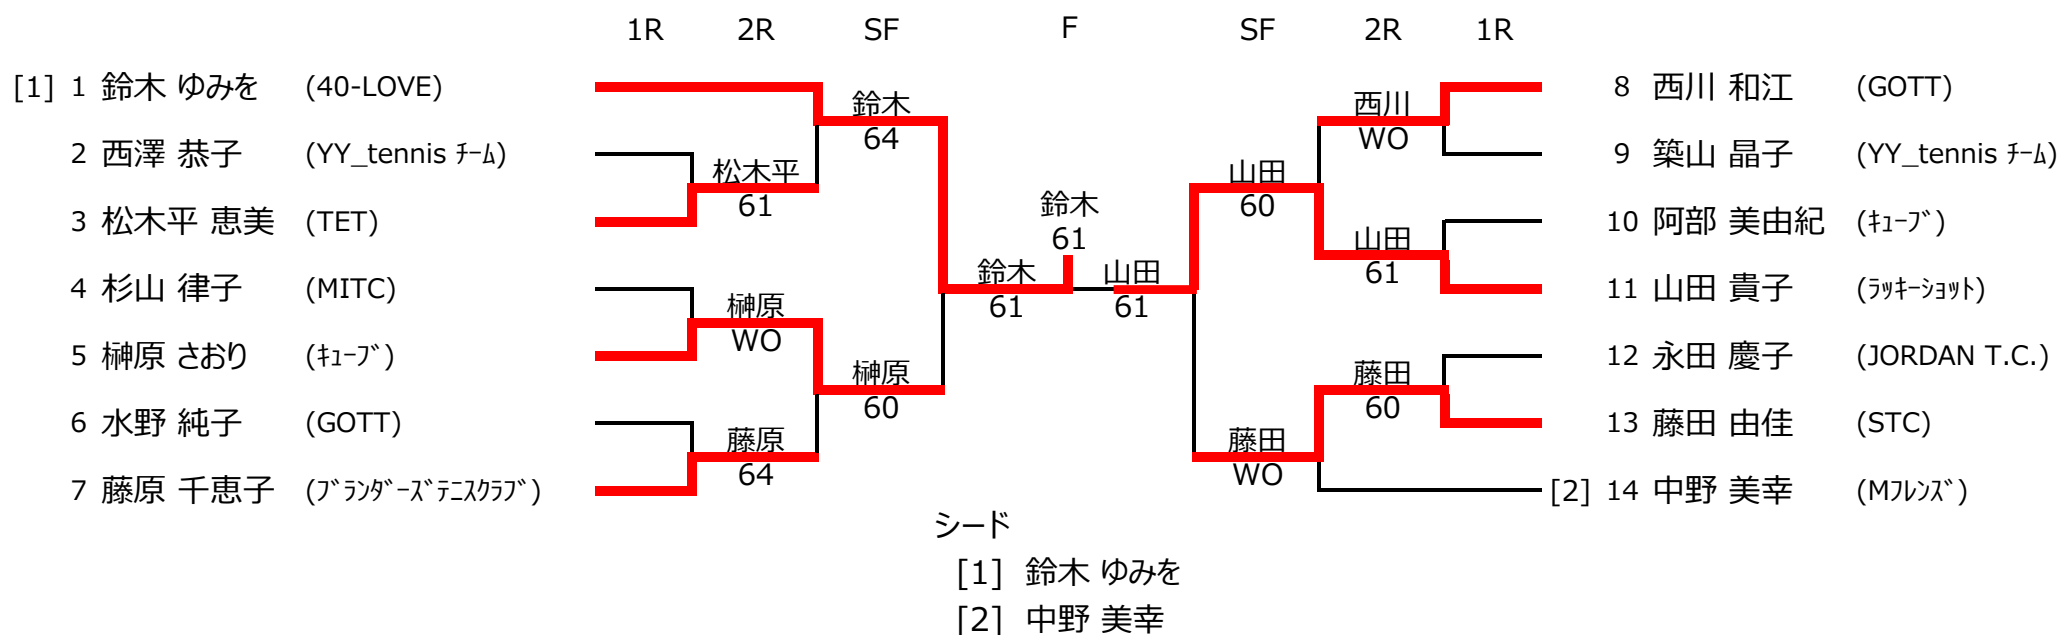 1R 2R SF F SF 2R 1R
[1] 1 鈴木 ゆみを (40-LOVE)
2 西澤 恭子 (YY_tennis ﾁｰﾑ)
3 松木平 恵美 (TET)
4 杉山 律子 (MITC)
5 榊原 さおり (ｷｭｰﾌﾞ)
6 水野 純子 (GOTT)
7 藤原 千恵子 (ﾌﾞﾗﾝﾀﾞｰｽﾞﾃﾆｽｸﾗﾌﾞ)
松木平
61
榊原
WO
藤原
64
鈴木
64
榊原
60
鈴木
61
鈴木
61
山田
61
山田
60
藤田
WO
西川
WO
山田
61
藤田
60
8 西川 和江 (GOTT)
9 築山 晶子 (YY_tennis ﾁｰﾑ)
10 阿部 美由紀 (ｷｭｰﾌﾞ)
11 山田 貴子 (ﾗｯｷｰｼｮｯﾄ)
12 永田 慶子 (JORDAN T.C.)
13 藤田 由佳 (STC)
[2] 14 中野 美幸 (Mﾌﾚﾝｽﾞ)
シード
[1] 鈴木 ゆみを
[2] 中野 美幸